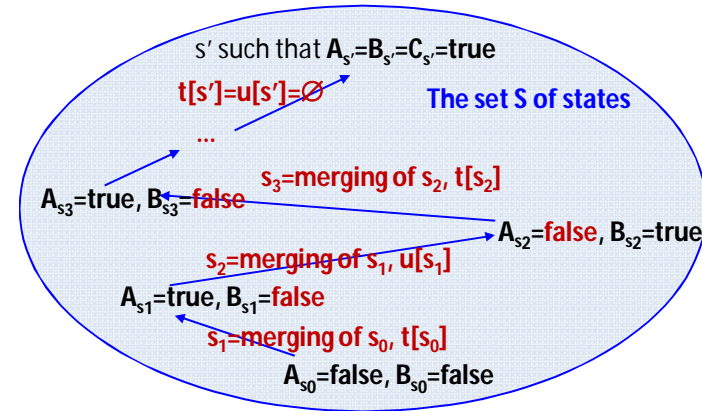 s' such that Aₛ'=Bₛ'=Cₛ'=true
t[s']=u[s']=∅
The set S of states
...
s₃=merging of s₂, t[s₂]
Aₛ₃=true, Bₛ₃=false
Aₛ₂=false, Bₛ₂=true
s₂=merging of s₁, u[s₁]
Aₛ₁=true, Bₛ₁=false
s₁=merging of s₀, t[s₀]
Aₛ₀=false, Bₛ₀=false